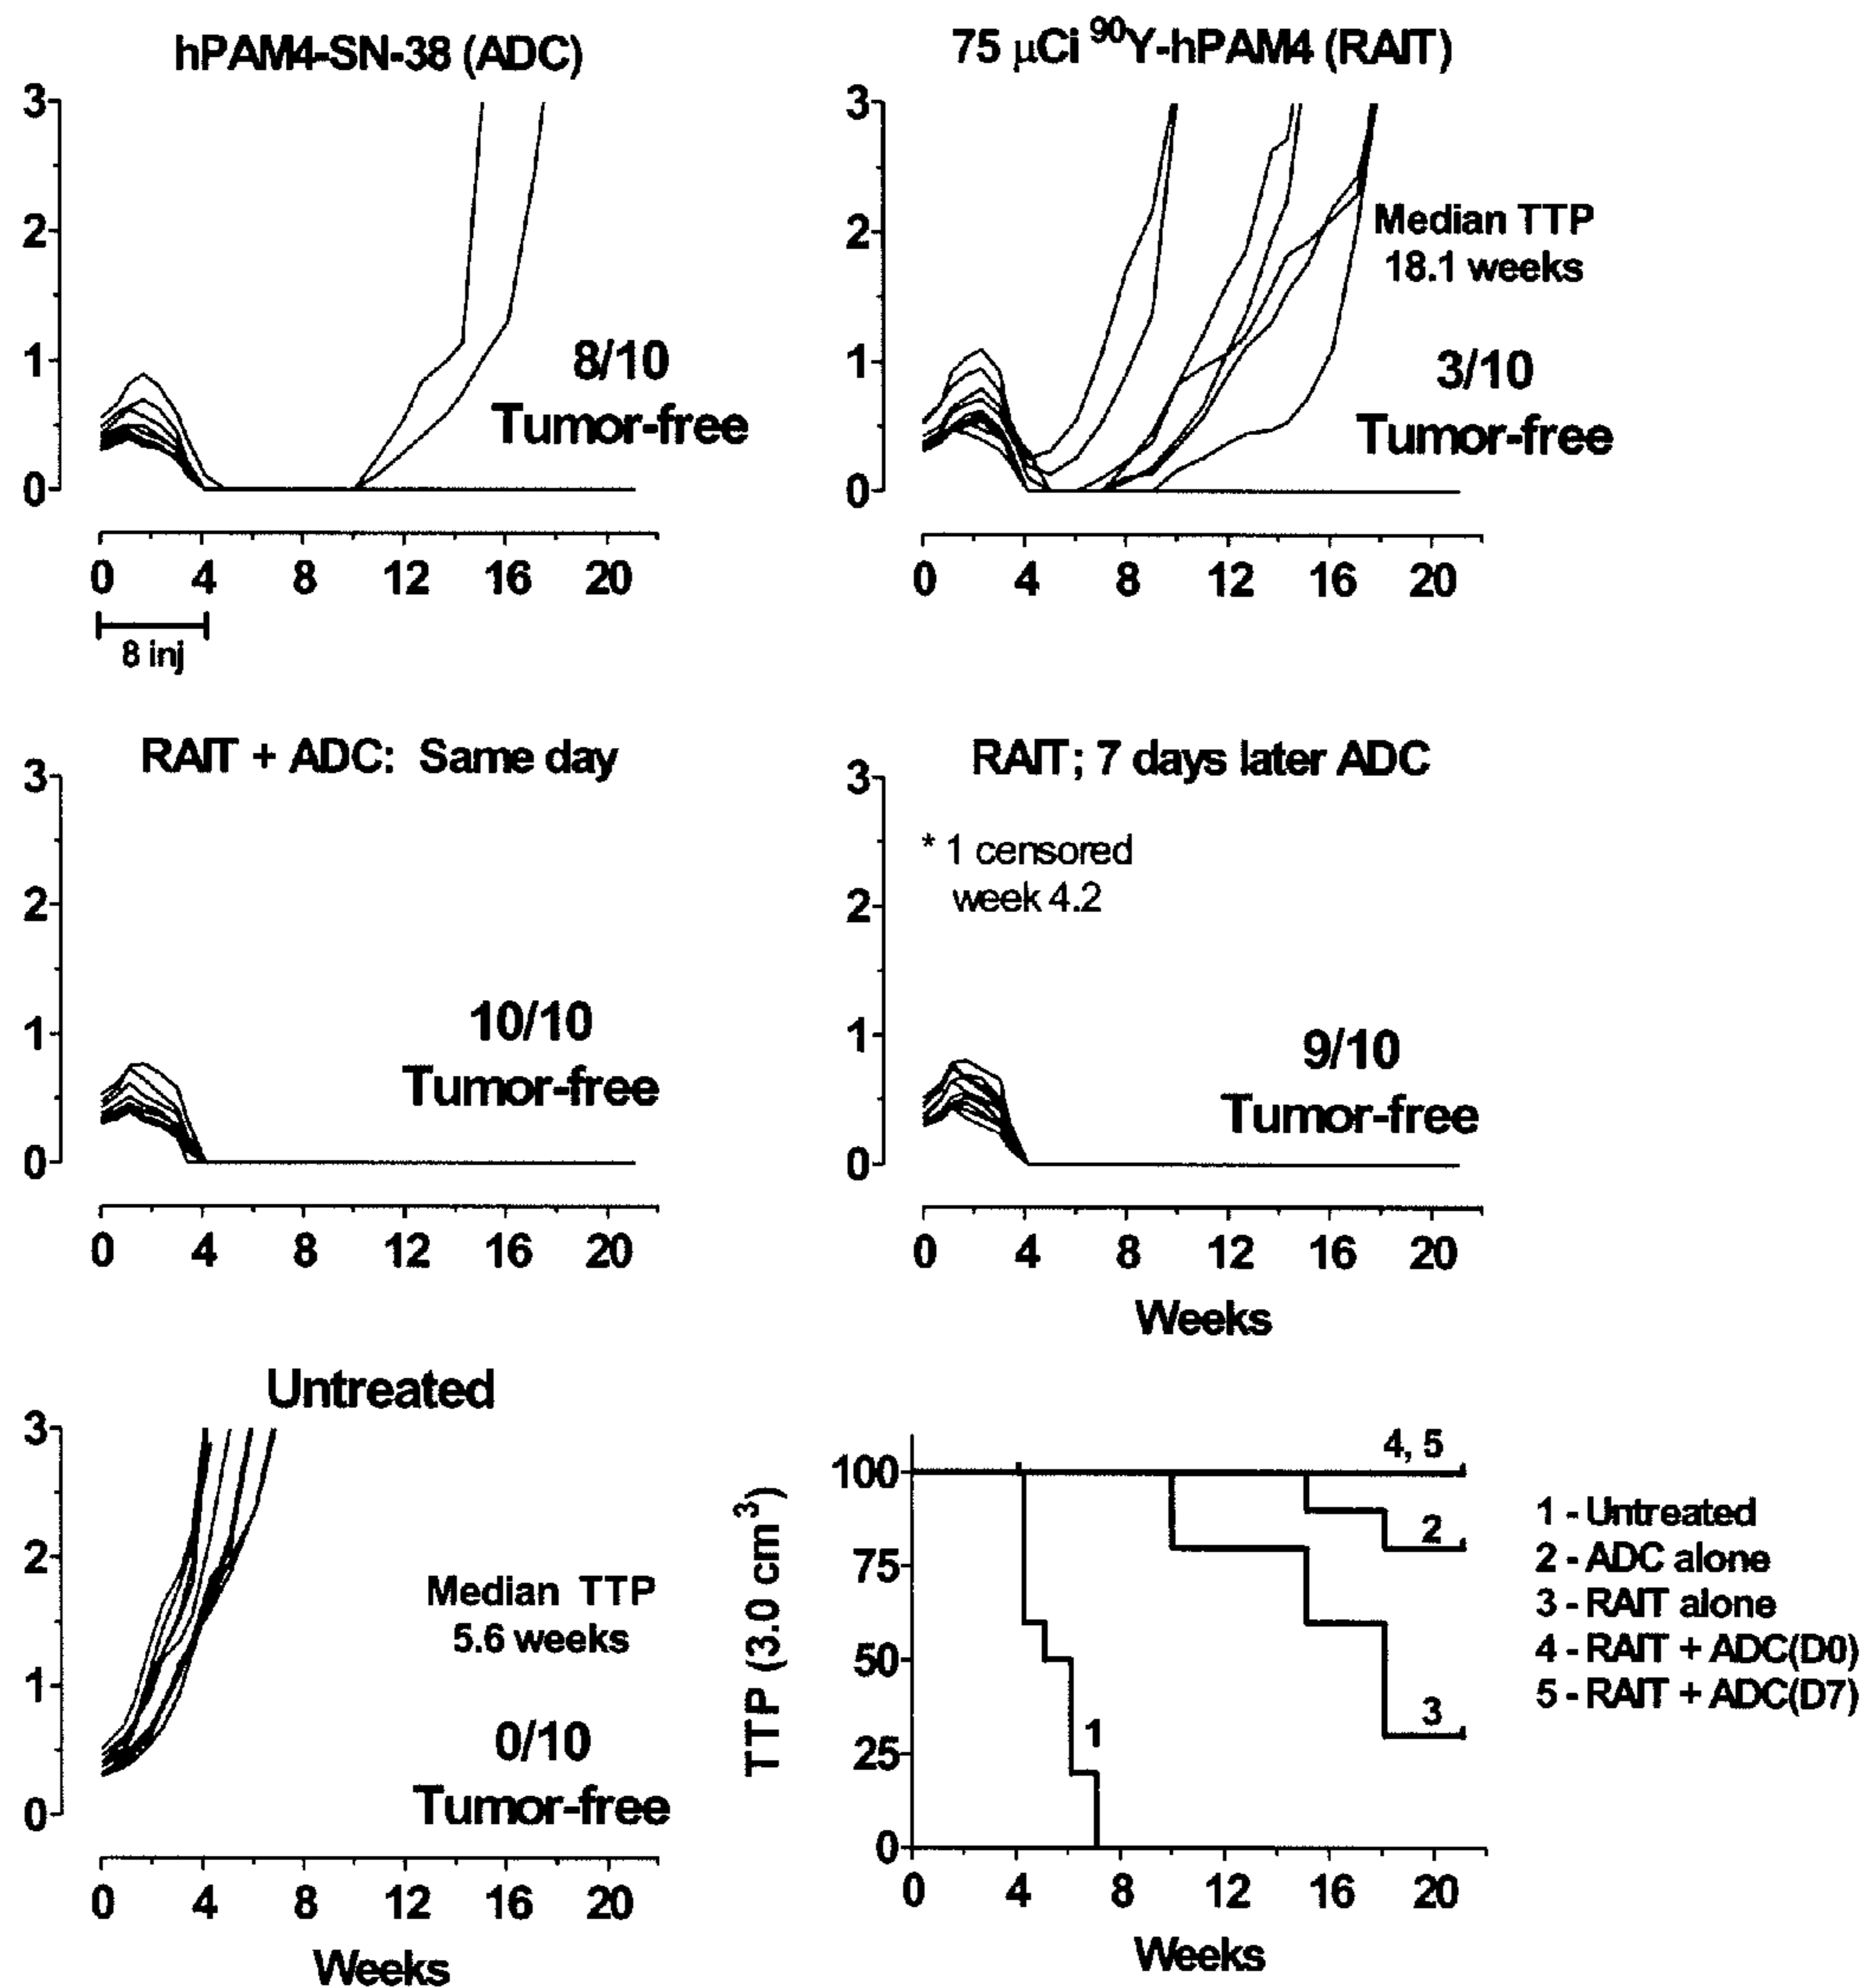 hPAM4-SN-38 (ADC)
3
2
1
0
8/10
Tumor-free
0 4 8 12 16 20
8 inj
75 µCi ⁹⁰Y-hPAM4 (RAIT)
3
2
1
0
Median TTP
18.1 weeks
3/10
Tumor-free
0 4 8 12 16 20
RAIT + ADC: Same day
3
2
1
0
10/10
Tumor-free
0 4 8 12 16 20
RAIT; 7 days later ADC
3
2
1
0
* 1 censored
week 4.2
9/10
Tumor-free
0 4 8 12 16 20
Weeks
Untreated
3
2
1
0
Median TTP
5.6 weeks
0/10
Tumor-free
0 4 8 12 16 20
Weeks
TTP (3.0 cm³)
100
75
50
25
0
4, 5
2
3
1
0 4 8 12 16 20
Weeks
1 - Untreated
2 - ADC alone
3 - RAIT alone
4 - RAIT + ADC(D0)
5 - RAIT + ADC(D7)